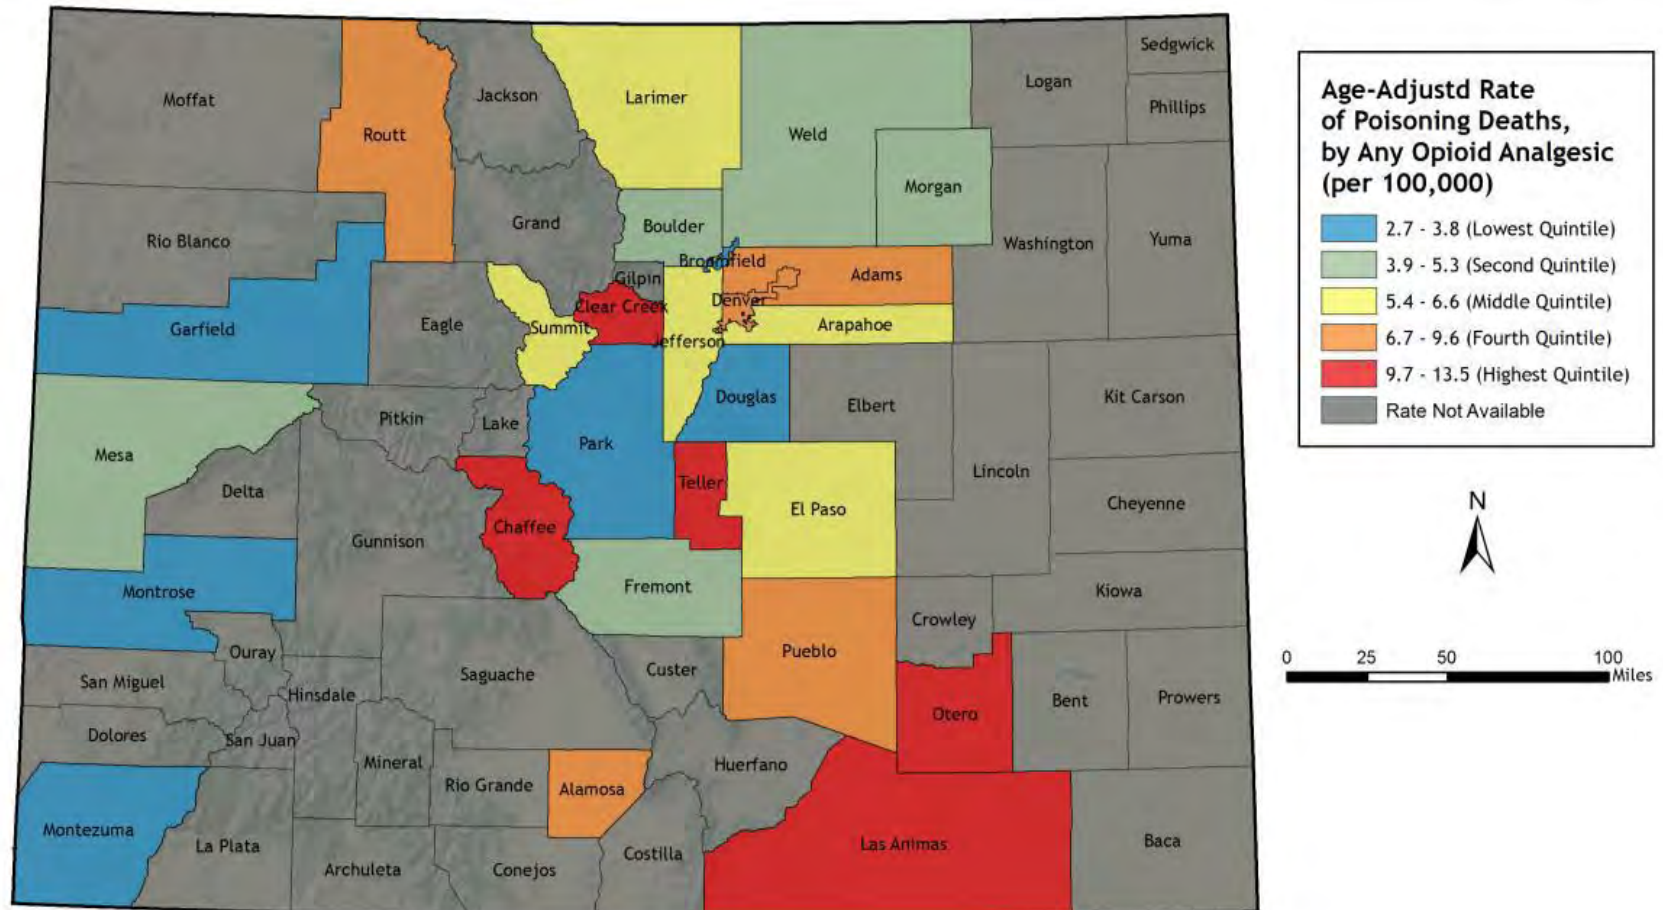 Sedgwick
Logan
Moffat
Jackson
Larimer
Phillips
Routt
Weld
Morgan
Grand
Boulder
Rio Blanco
Washington
Yuma
Broomfield
Gilpin
Adams
Clear Creek
Denver
Garfield
Eagle
Summit
Arapahoe
Jefferson
Douglas
Elbert
Kit Carson
Pitkin
Lake
Park
Mesa
Lincoln
Teller
Delta
Cheyenne
El Paso
Chaffee
Gunnison
Fremont
Montrose
Kiowa
Crowley
Ouray
Pueblo
Saguache
Custer
San Miguel
Hinsdale
Bent
Prowers
Otero
Dolores
San Juan
Mineral
Huerfano
Rio Grande
Alamosa
Montezuma
La Plata
Las Animas
Baca
Costilla
Archuleta
Conejos
Age-Adjustd Rate
of Poisoning Deaths,
by Any Opioid Analgesic
(per 100,000)
2.7 - 3.8 (Lowest Quintile)
3.9 - 5.3 (Second Quintile)
5.4 - 6.6 (Middle Quintile)
6.7 - 9.6 (Fourth Quintile)
9.7 - 13.5 (Highest Quintile)
Rate Not Available
N
0 25 50 100
Miles